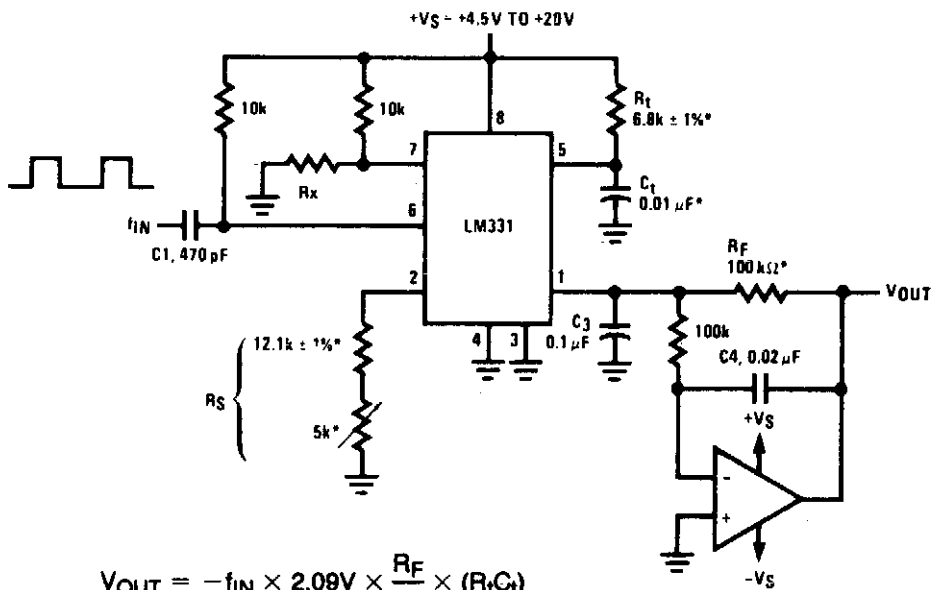 +VS = +4.5V TO +20V
10k
10k
Rt
6.8k ± 1%*
8
7
5
Rx
Ct
0.01 μF*
fIN
6
LM331
C1, 470 pF
RF
100 kΩ*
2
1
VOUT
C3
0.1 μF
100k
12.1k ± 1%*
4
3
C4, 0.02 μF
RS
5k*
+VS
-
+
-VS
VOUT = −fIN × 2.09V × RF × (RtCt)